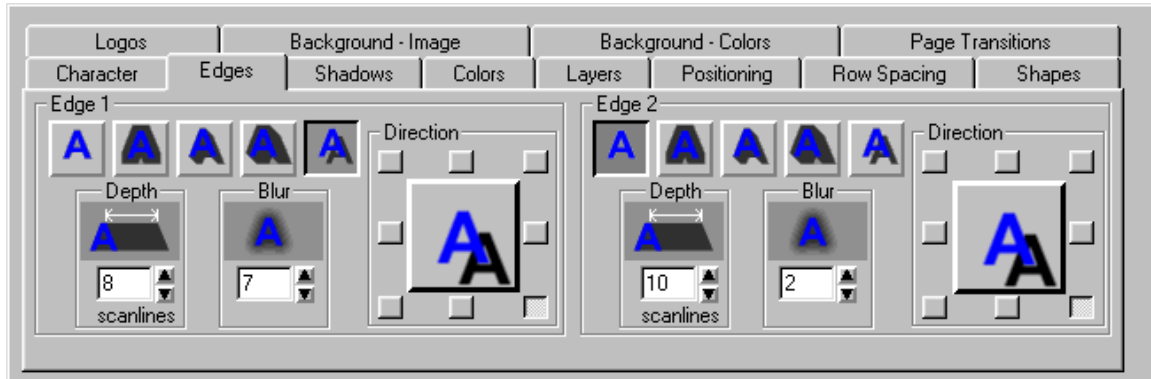 Logos Background - Image Background - Colors Page Transitions
Character Edges Shadows Colors Layers Positioning Row Spacing Shapes
Edge 1 Edge 2
A A A A A Direction A A A A A Direction
Depth Blur Depth Blur
A A A A A A A A
8 7 10 2
scanlines scanlines